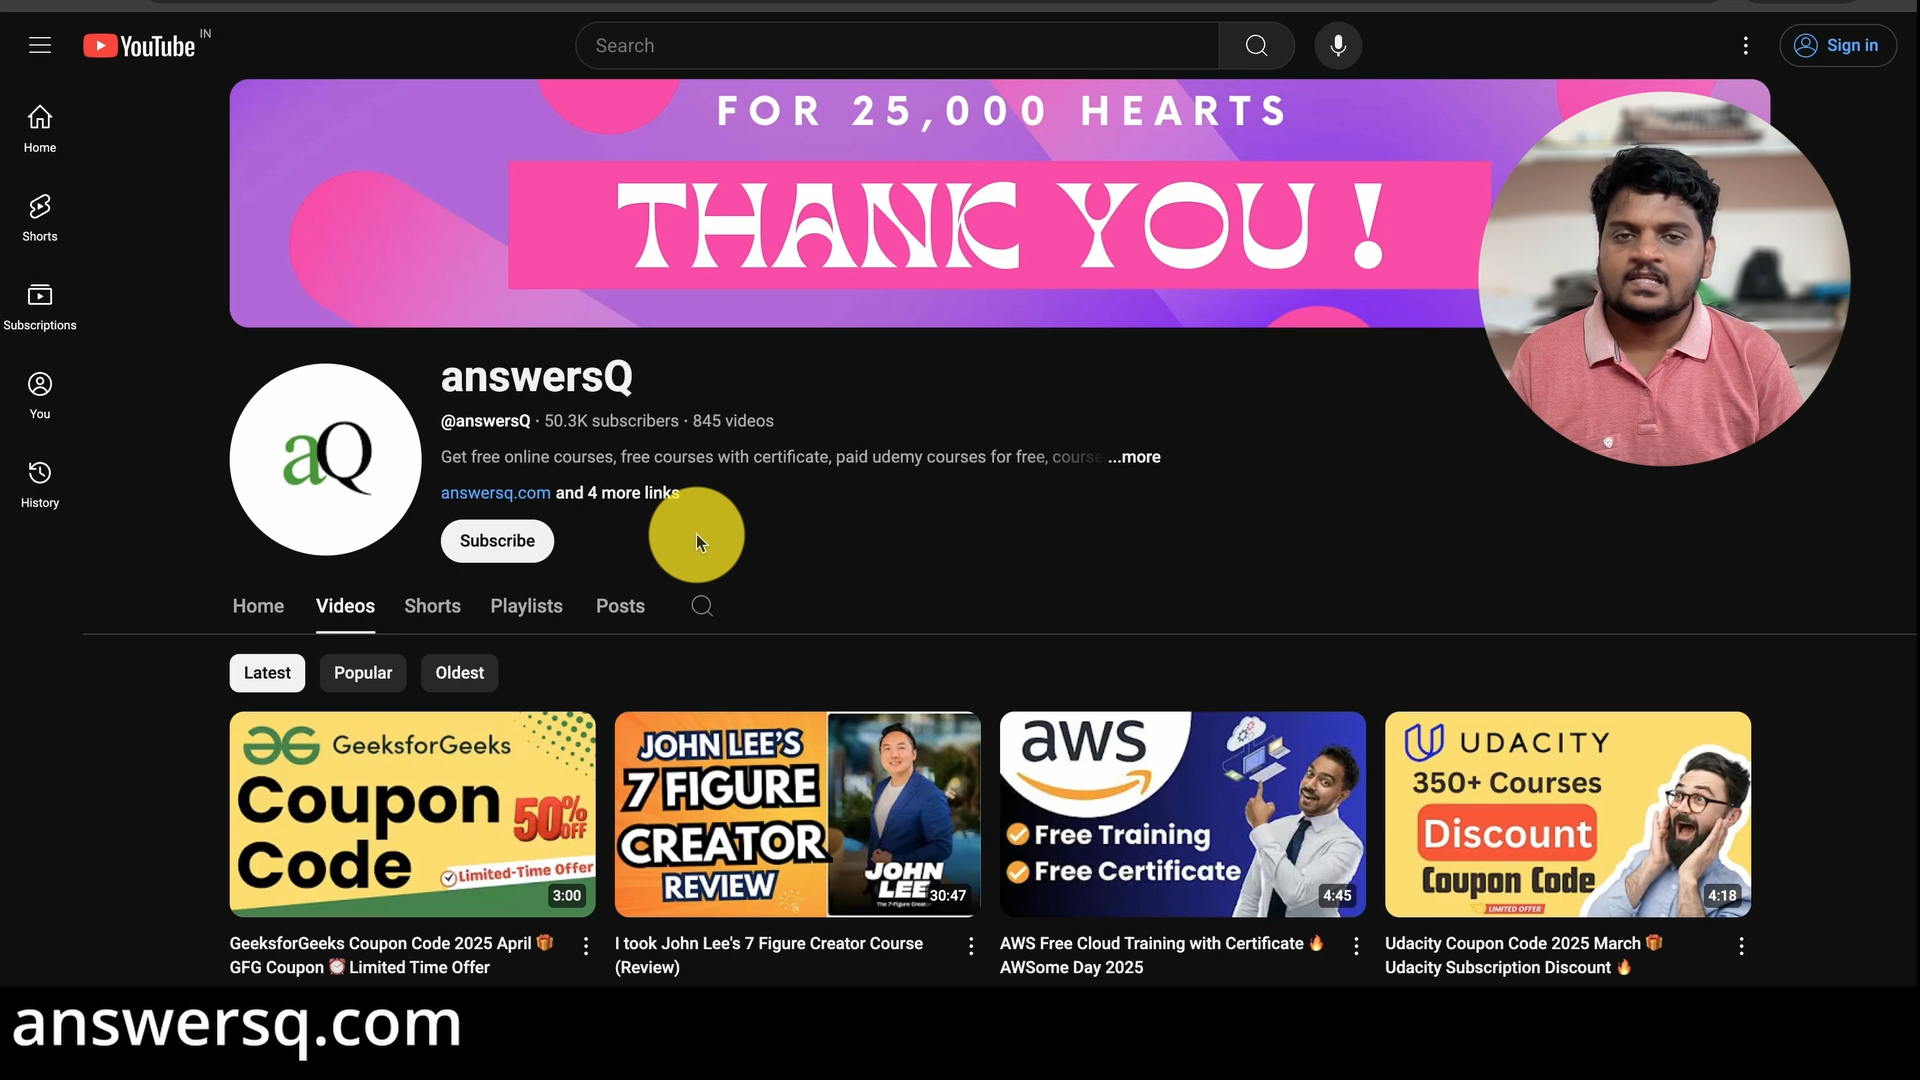 YouTube IN
Search
Sign in
Home
Shorts
Subscriptions
You
History
FOR 25,000 HEARTS
THANK YOU !
aQ
answersQ
@answersQ · 50.3K subscribers · 845 videos
Get free online courses, free courses with certificate, paid udemy courses for free, course ...more
answersq.com and 4 more links
Subscribe
Home Videos Shorts Playlists Posts
Latest Popular Oldest
GeeksforGeeks
Coupon
Code
50% OFF
Limited-Time Offer
3:00
JOHN LEE'S
7 FIGURE
CREATOR
REVIEW
JOHN
LEE
30:47
aws
Free Training
Free Certificate
4:45
UDACITY
350+ Courses
Discount
Coupon Code
LIMITED OFFER
4:18
GeeksforGeeks Coupon Code 2025 April 🎁
GFG Coupon ⏰ Limited Time Offer
I took John Lee's 7 Figure Creator Course
(Review)
AWS Free Cloud Training with Certificate 🔥
AWSome Day 2025
Udacity Coupon Code 2025 March 🎁
Udacity Subscription Discount 🔥
answersq.com